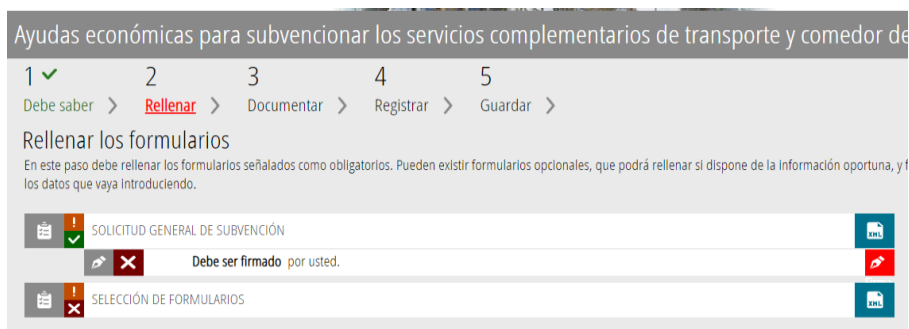 Ayudas económicas para subvencionar los servicios complementarios de transporte y comedor de
1 2 3 4 5
Debe saber > Rellenar > Documentar > Registrar > Guardar >
Rellenar los formularios
En este paso debe rellenar los formularios señalados como obligatorios. Pueden existir formularios opcionales, que podrá rellenar si dispone de la información oportuna, y f
los datos que vaya introduciendo.
! SOLICITUD GENERAL DE SUBVENCIÓN XML
Debe ser firmado por usted.
! SELECCIÓN DE FORMULARIOS XML